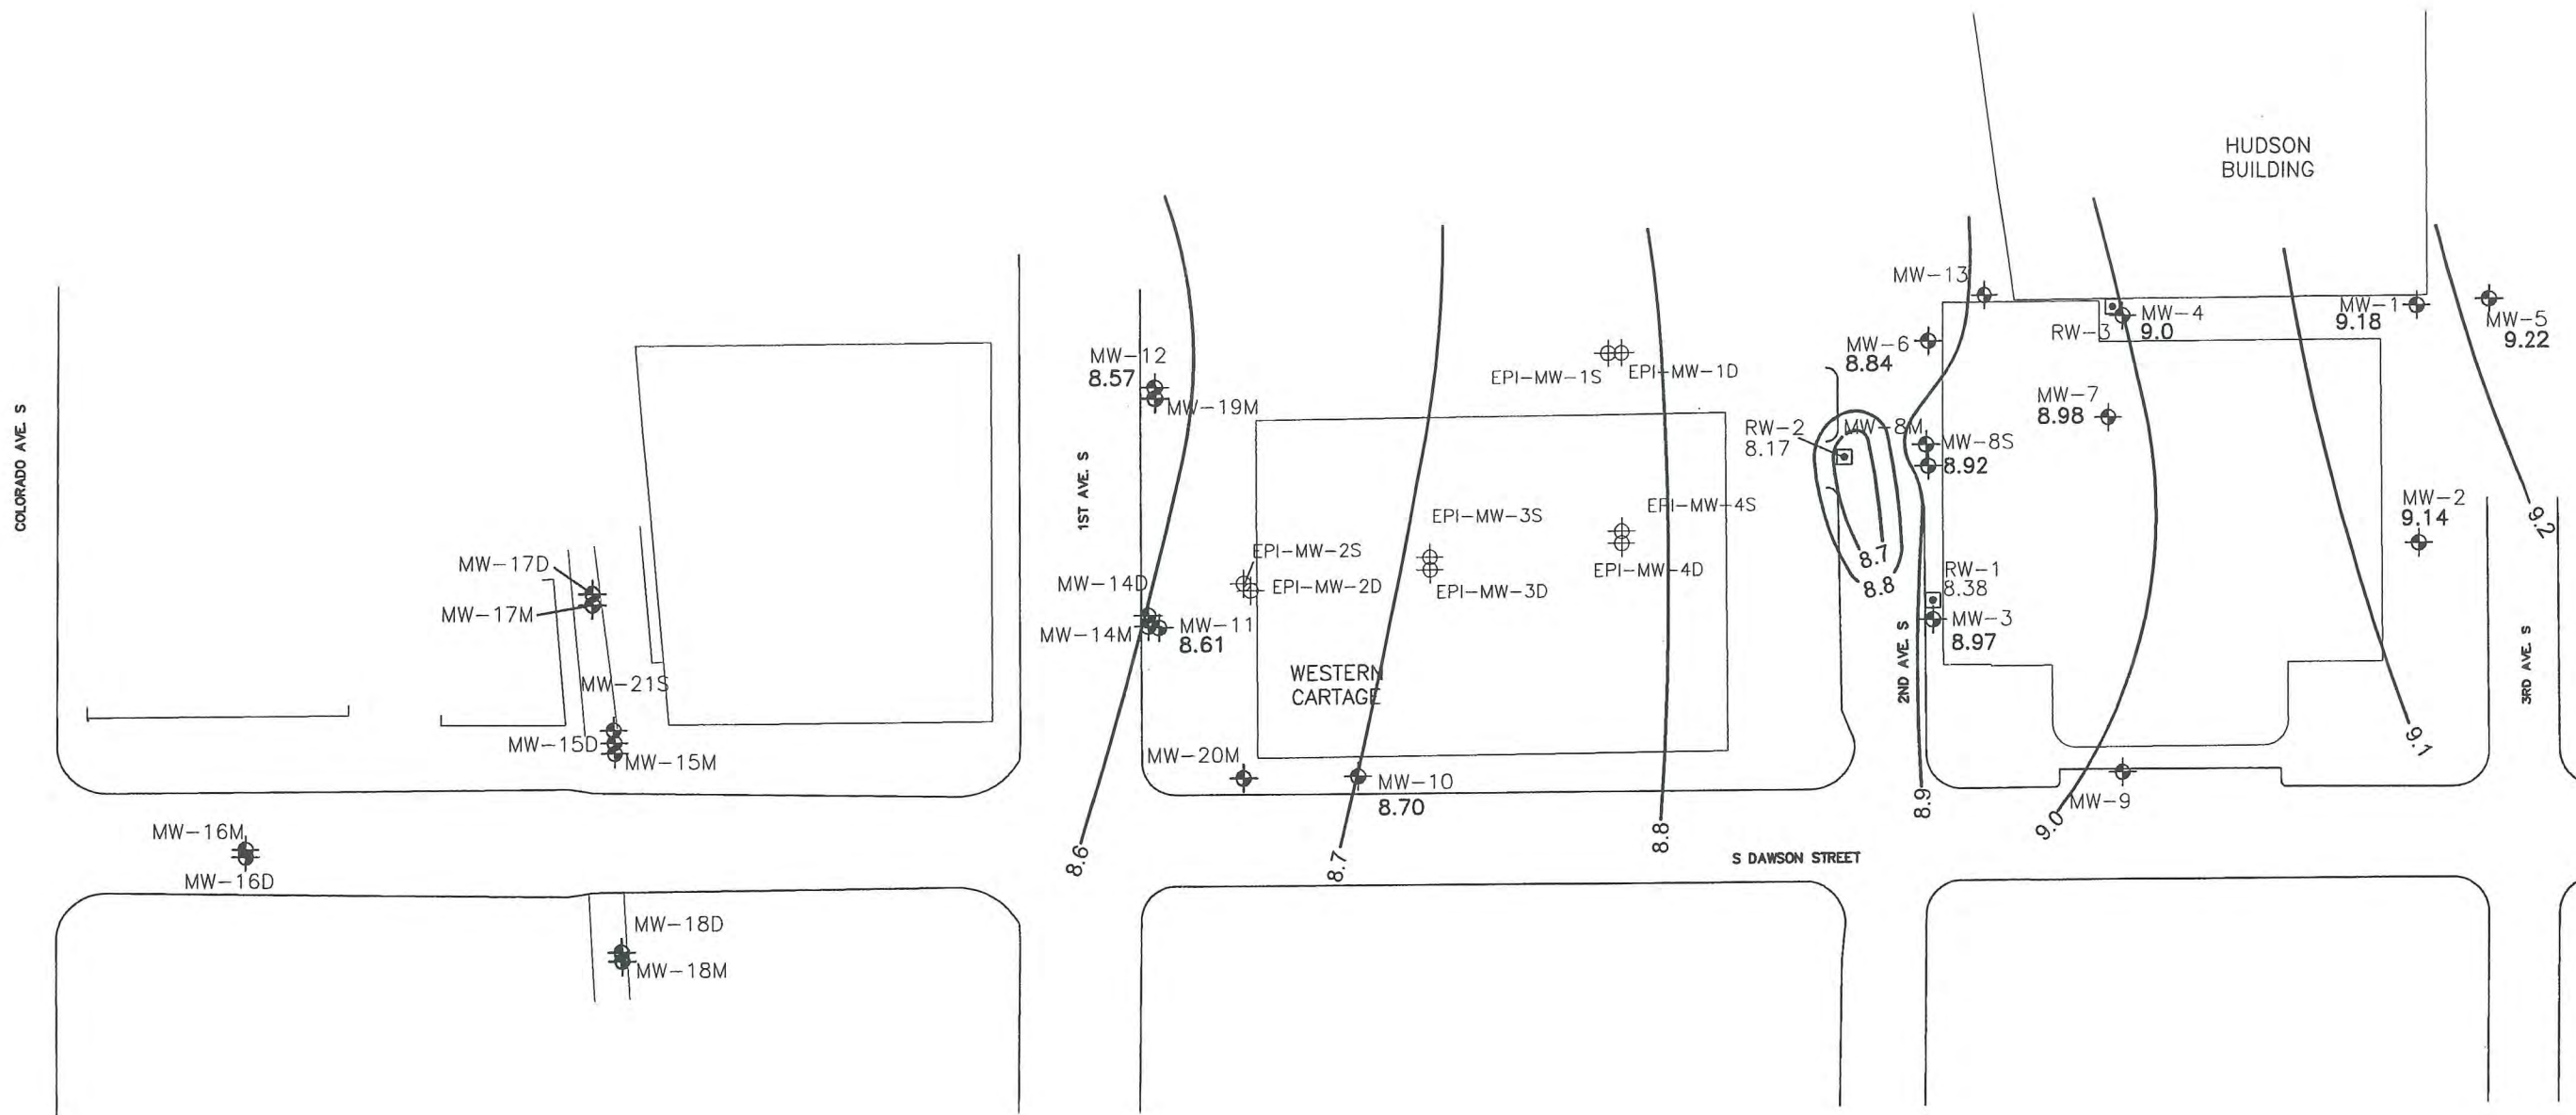 HUDSON
BUILDING
COLORADO AVE. S
MW-17D
MW-17M
MW-21S
MW-15D
MW-15M
MW-16M
MW-16D
MW-18D
MW-18M
1ST AVE. S
MW-12
8.57
MW-19M
MW-14D
MW-14M
MW-11
8.61
EPI-MW-2S
EPI-MW-2D
EPI-MW-3S
EPI-MW-3D
EPI-MW-1S
EPI-MW-1D
EPI-MW-4S
EPI-MW-4D
WESTERN
CARTAGE
MW-20M
MW-10
8.70
8.6
8.7
8.8
S DAWSON STREET
RW-2
8.17
MW-8M
MW-8S
8.92
8.7
8.8
MW-13
MW-6
8.84
RW-1
8.38
MW-3
8.97
2ND AVE. S
8.9
RW-3
MW-4
9.0
MW-7
8.98
MW-9
9.0
MW-1
9.18
MW-5
9.22
MW-2
9.14
9.2
9.1
3RD AVE. S